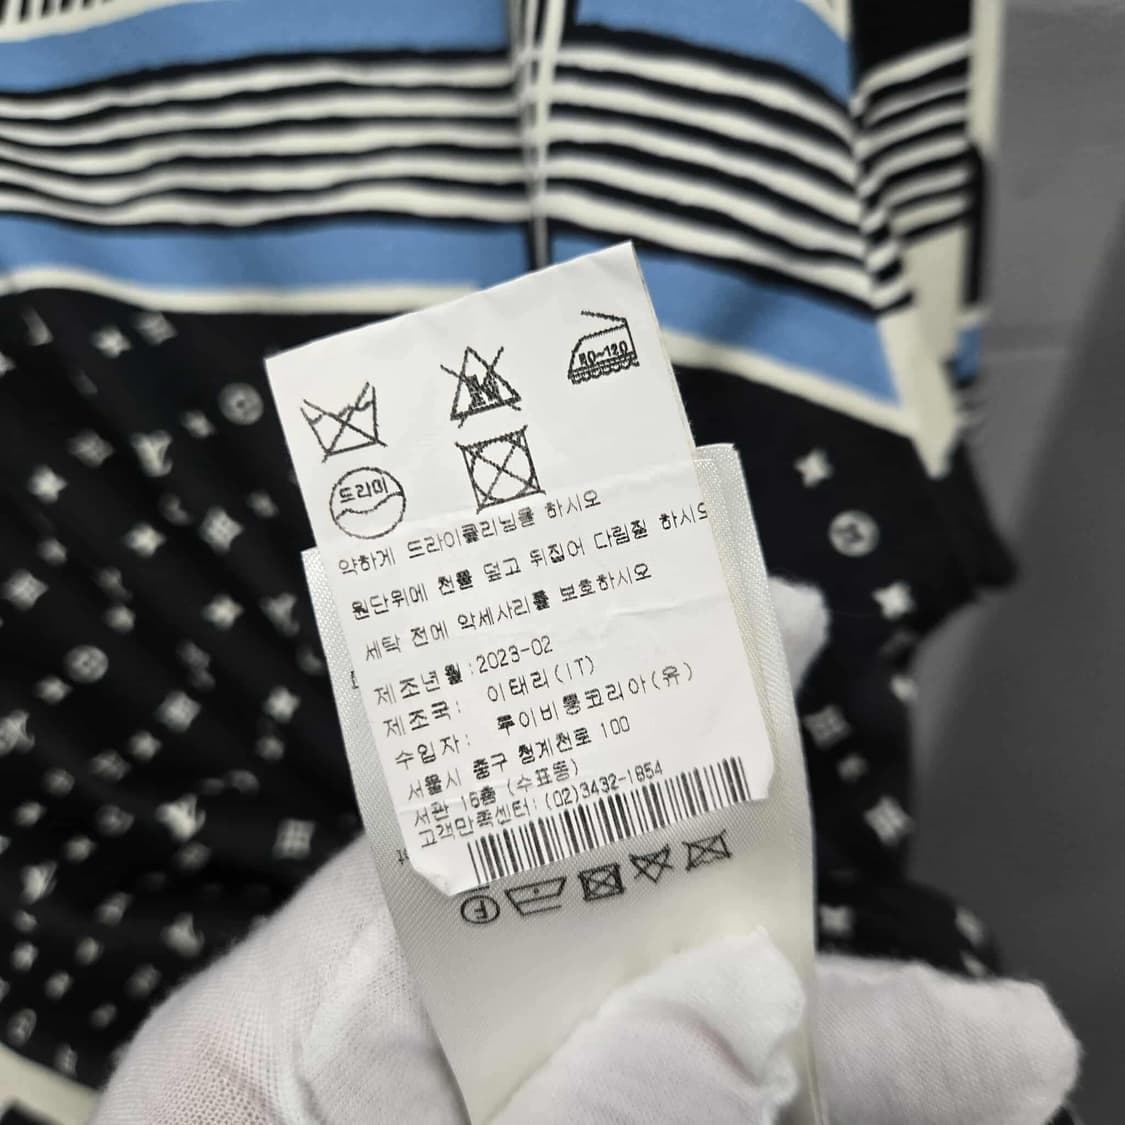 80~120
드라이
약하게 드라이클리닝을 하시오
원단위에 천을 덮고 뒤집어 다림질 하시오
세탁 전에 악세사리를 보호하시오
제조년월:2023-02
제조국: 이태리(IT)
수입자: 루이비통코리아(유)
서울시 중구 청계천로 100
서관 15층 (수표동)
고객만족센터:(02)3432-1854
F